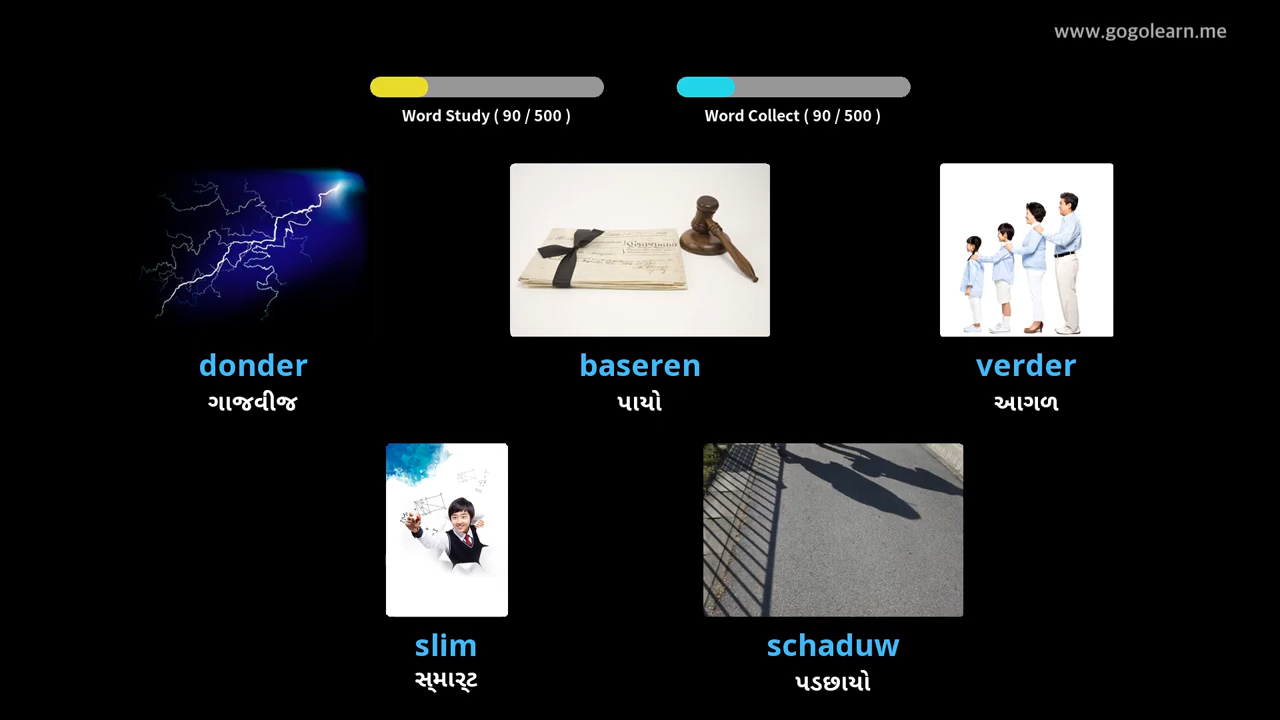 www.gogolearn.me
Word Study ( 90 / 500 )
Word Collect ( 90 / 500 )
donder
ગાજવીજ
baseren
પાયો
verder
આગળ
slim
સ્માર્ટ
schaduw
પડછાયો